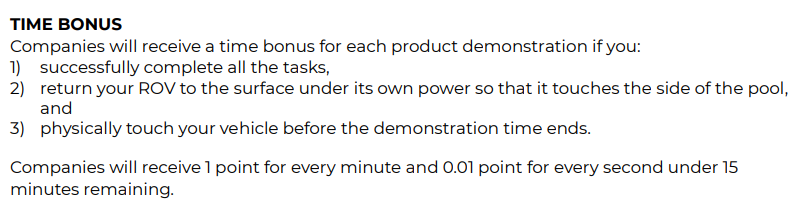 TIME BONUS
Companies will receive a time bonus for each product demonstration if you:
1) successfully complete all the tasks,
2) return your ROV to the surface under its own power so that it touches the side of the pool,
and
3) physically touch your vehicle before the demonstration time ends.
Companies will receive 1 point for every minute and 0.01 point for every second under 15
minutes remaining.